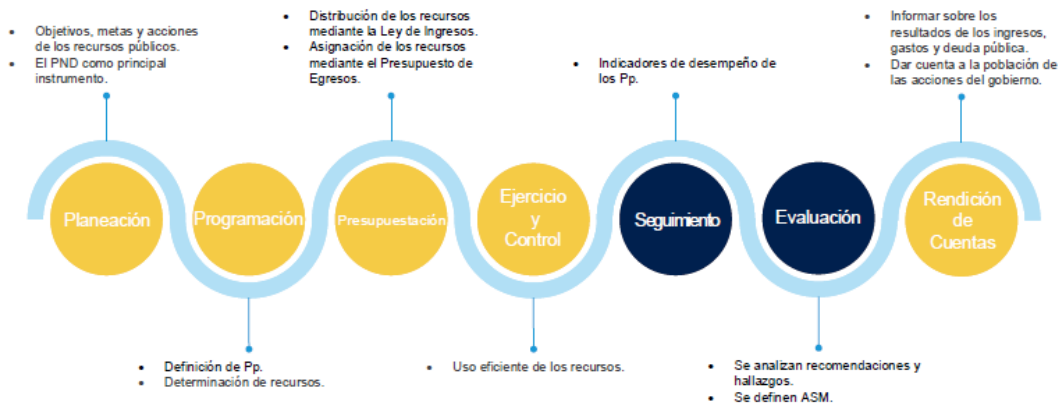 • Objetivos, metas y acciones
de los recursos públicos.
• El PND como principal
instrumento.
• Distribución de los recursos
mediante la Ley de Ingresos.
• Asignación de los recursos
mediante el Presupuesto de
Egresos.
• Indicadores de desempeño de
los Pp.
• Informar sobre los
resultados de los ingresos,
gastos y deuda pública.
• Dar cuenta a la población de
las acciones del gobierno.
Planeación
Programación
Presupuestación
Ejercicio
y
Control
Seguimiento
Evaluación
Rendición
de
Cuentas
• Definición de Pp.
• Determinación de recursos.
• Uso eficiente de los recursos.
• Se analizan recomendaciones y
hallazgos.
• Se definen ASM.